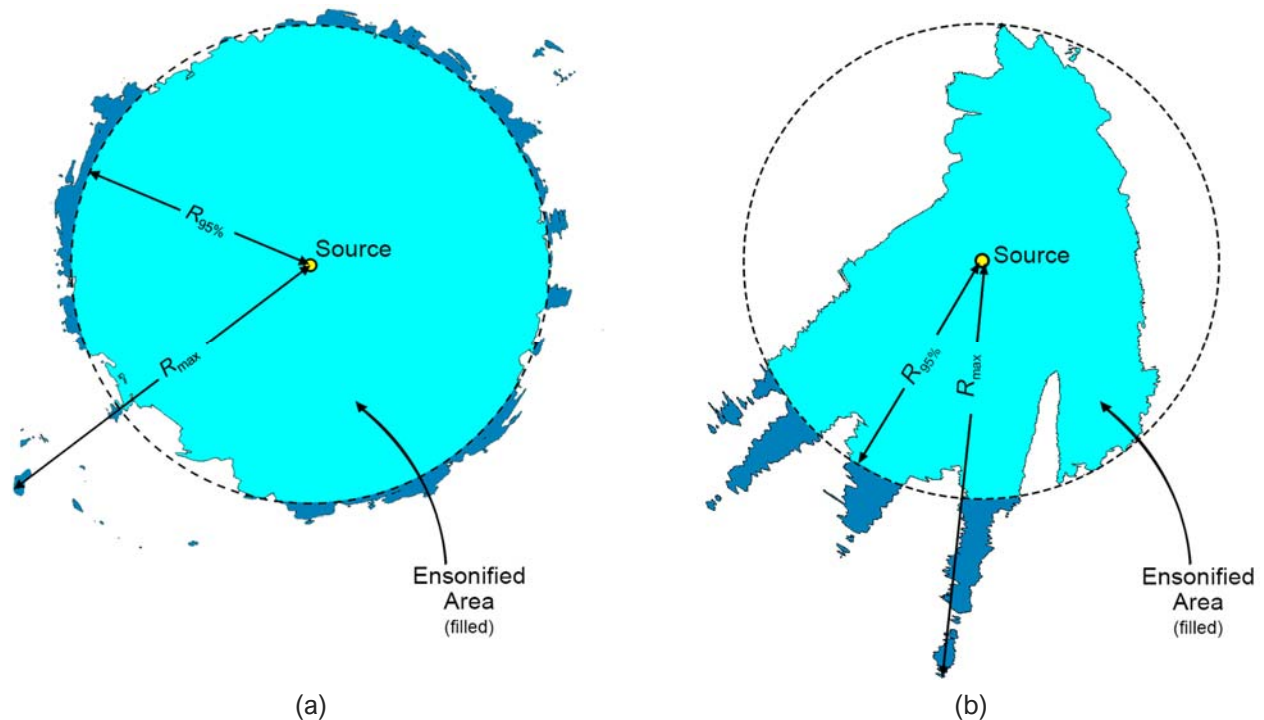 R95%
Source
Rmax
Ensonified
Area
(filled)
(a)
Source
R95%
Rmax
Ensonified
Area
(filled)
(b)